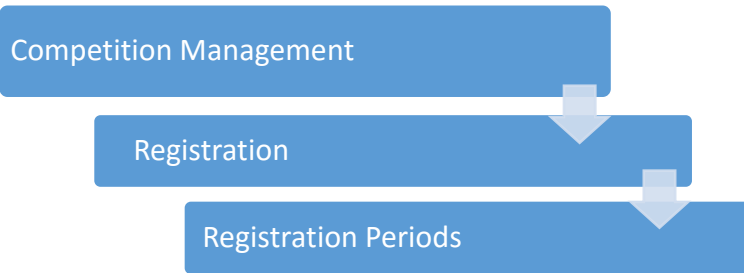 Competition Management
Registration
Registration Periods